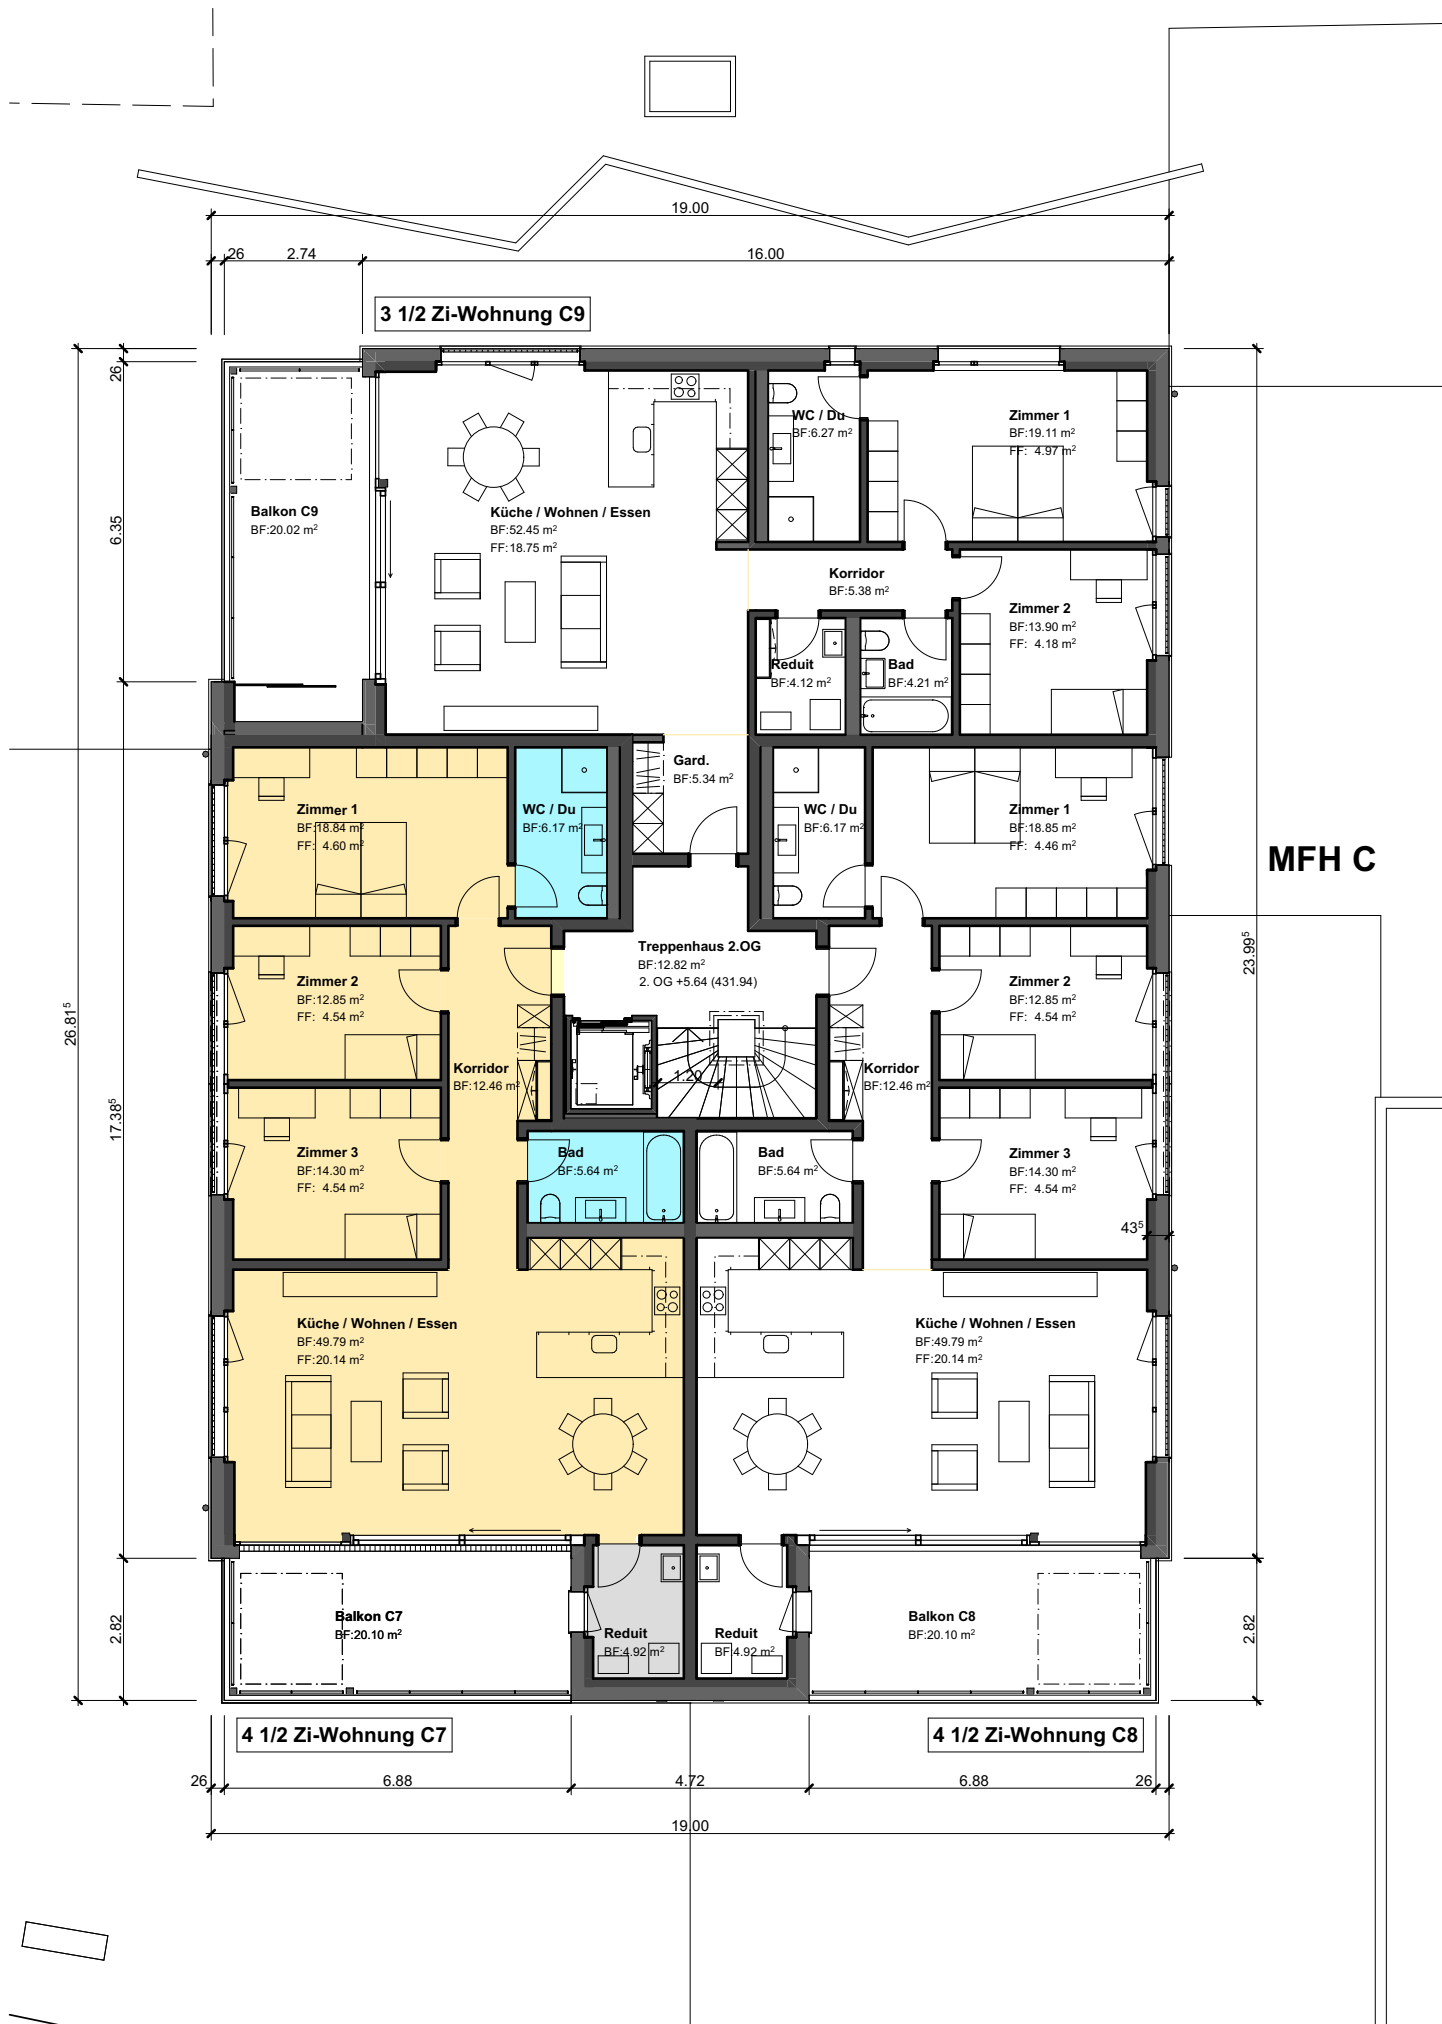 19.00
26
2.74
16.00
3 1/2 Zi-Wohnung C9
26
6.35
26.81⁵
17.38⁵
2.82
Balkon C9
BF:20.02 m²
Küche / Wohnen / Essen
BF:52.45 m²
FF:18.75 m²
WC / Du
BF:6.27 m²
Zimmer 1
BF:19.11 m²
FF: 4.97 m²
Korridor
BF:5.38 m²
Zimmer 2
BF:13.90 m²
FF: 4.18 m²
Reduit
BF:4.12 m²
Bad
BF:4.21 m²
Gard.
BF:5.34 m²
Zimmer 1
BF:18.84 m²
FF: 4.60 m²
WC / Du
BF:6.17 m²
WC / Du
BF:6.17 m²
Zimmer 1
BF:18.85 m²
FF: 4.46 m²
MFH C
23.99⁵
Treppenhaus 2.OG
BF:12.82 m²
2. OG +5.64 (431.94)
Zimmer 2
BF:12.85 m²
FF: 4.54 m²
Zimmer 2
BF:12.85 m²
FF: 4.54 m²
Korridor
BF:12.46 m²
1.20
Korridor
BF:12.46 m²
Zimmer 3
BF:14.30 m²
FF: 4.54 m²
Bad
BF:5.64 m²
Bad
BF:5.64 m²
Zimmer 3
BF:14.30 m²
FF: 4.54 m²
43⁵
Küche / Wohnen / Essen
BF:49.79 m²
FF:20.14 m²
Küche / Wohnen / Essen
BF:49.79 m²
FF:20.14 m²
Balkon C7
BF:20.10 m²
Reduit
BF:4.92 m²
Reduit
BF:4.92 m²
Balkon C8
BF:20.10 m²
2.82
4 1/2 Zi-Wohnung C7
4 1/2 Zi-Wohnung C8
26
6.88
4.72
6.88
26
19.00